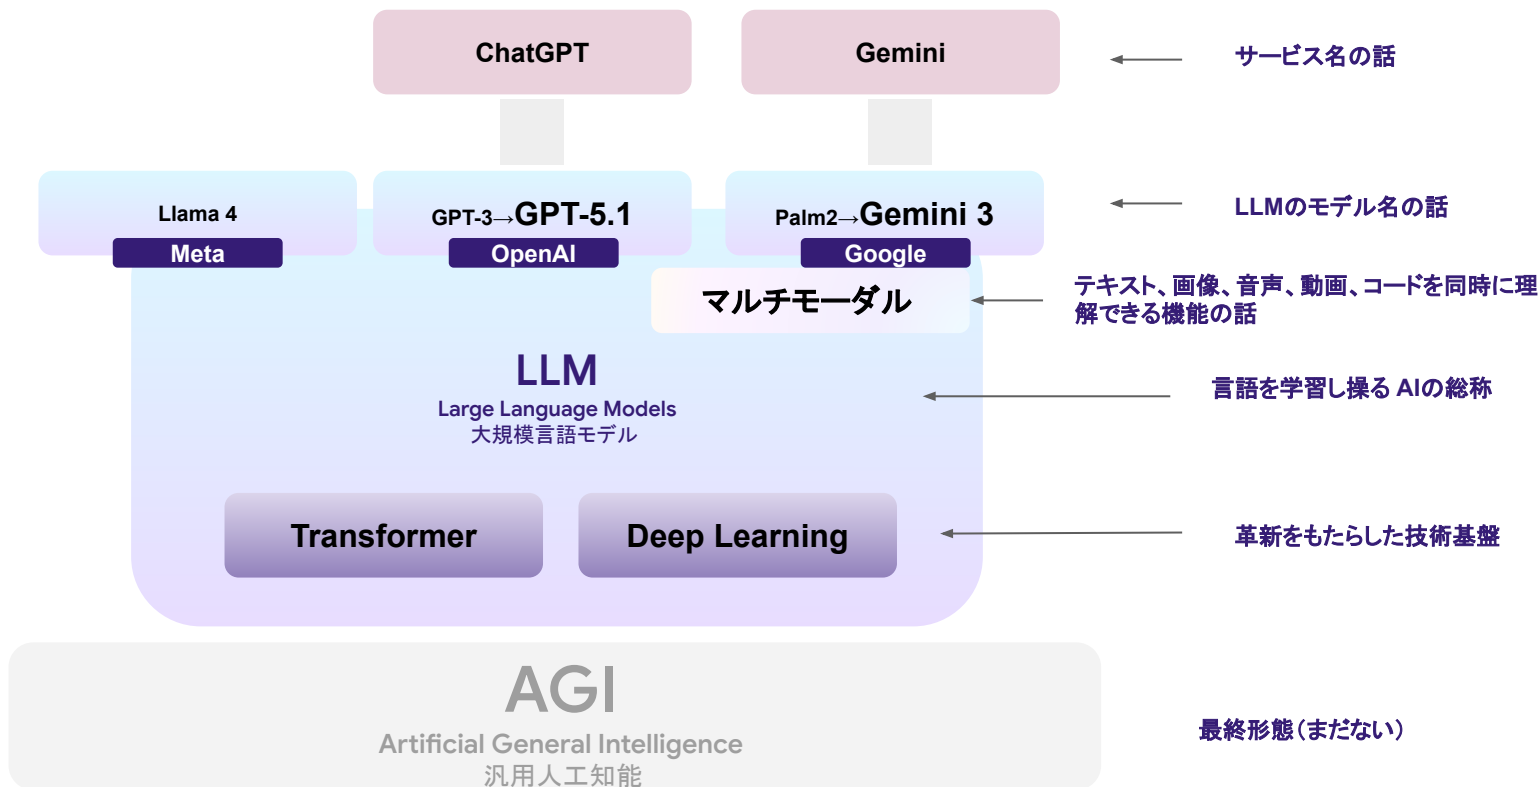 ChatGPT
Gemini
サービス名の話
Llama 4
GPT-3→GPT-5.1
Palm2→Gemini 3
LLMのモデル名の話
Meta
OpenAI
Google
マルチモーダル
テキスト、画像、音声、動画、コードを同時に理
解できる機能の話
LLM
Large Language Models
大規模言語モデル
言語を学習し操る AIの総称
Transformer
Deep Learning
革新をもたらした技術基盤
AGI
Artificial General Intelligence
汎用人工知能
最終形態(まだない)